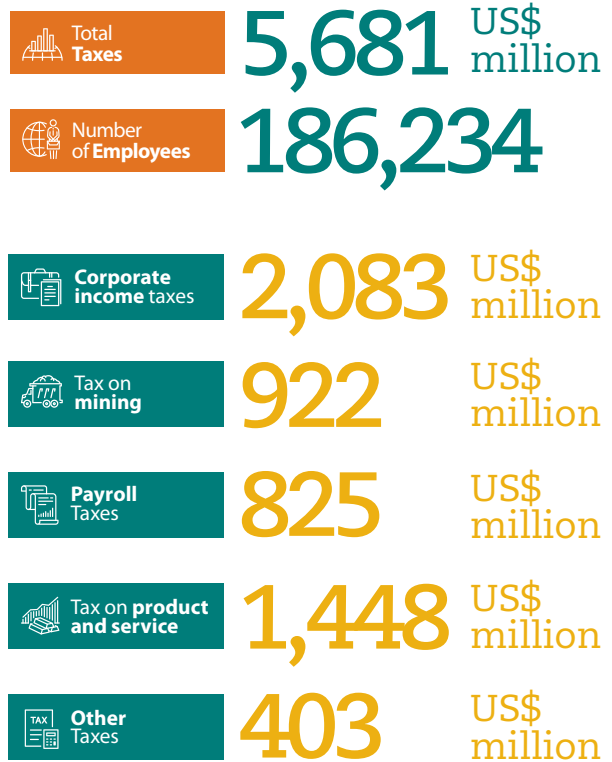 Total
Taxes
5,681
US$
million
Number
of Employees
186,234
Corporate
income taxes
2,083
US$
million
Tax on
mining
922
US$
million
Payroll
Taxes
825
US$
million
Tax on product
and service
1,448
US$
million
TAX
Other
Taxes
403
US$
million